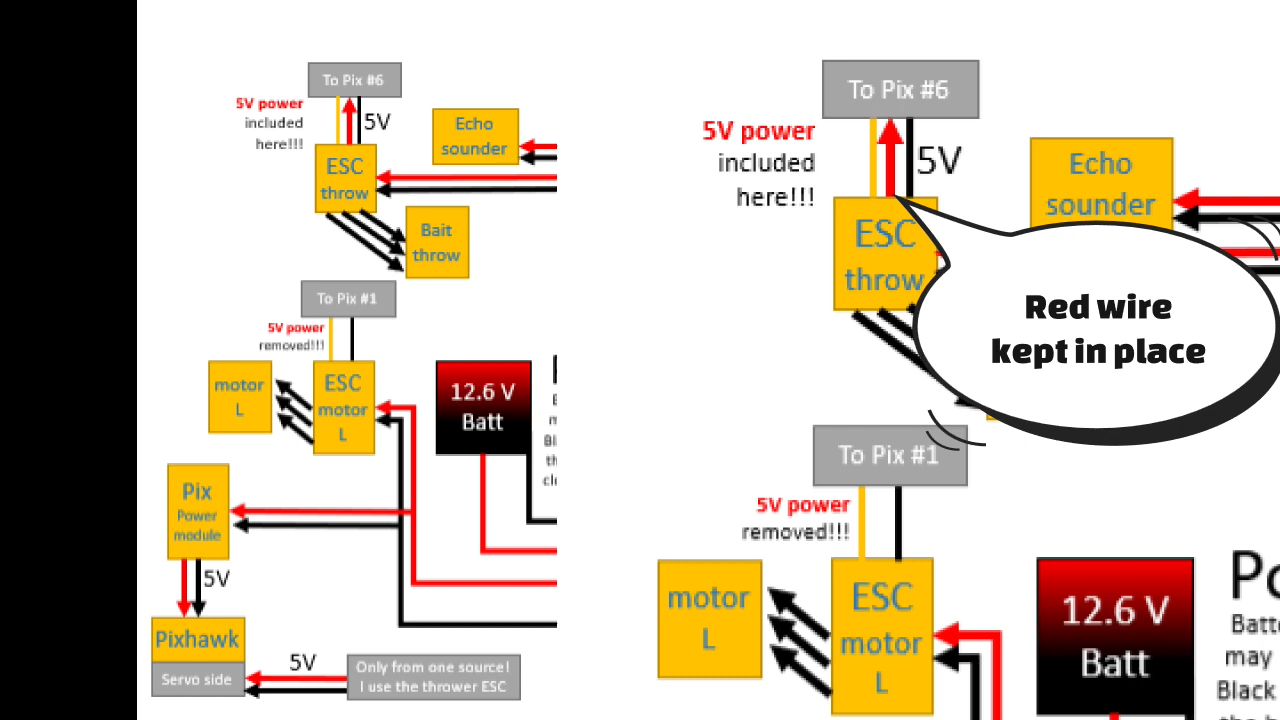 To Pix #6
5V power
included
here!!!
5V
ESC
throw
Echo
sounder
Bait
throw
To Pix #1
5V power
removed!!!
motor
L
ESC
motor
L
12.6 V
Batt
Pix
Power
module
5V
Pixhawk
Servo side
5V
Only from one source!
I use the thrower ESC
To Pix #6
5V power
included
here!!!
5V
ESC
throw
Echo
sounder
Red wire
kept in place
To Pix #1
5V power
removed!!!
motor
L
ESC
motor
L
12.6 V
Batt
may
Black